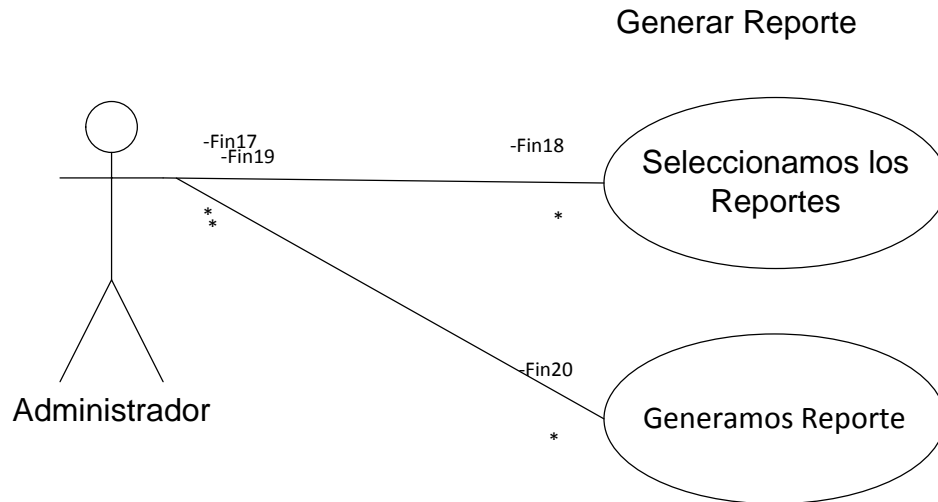 Generar Reporte
-Fin17
-Fin19
-Fin18
Seleccionamos los
Reportes
*
*
*
-Fin20
Administrador
Generamos Reporte
*